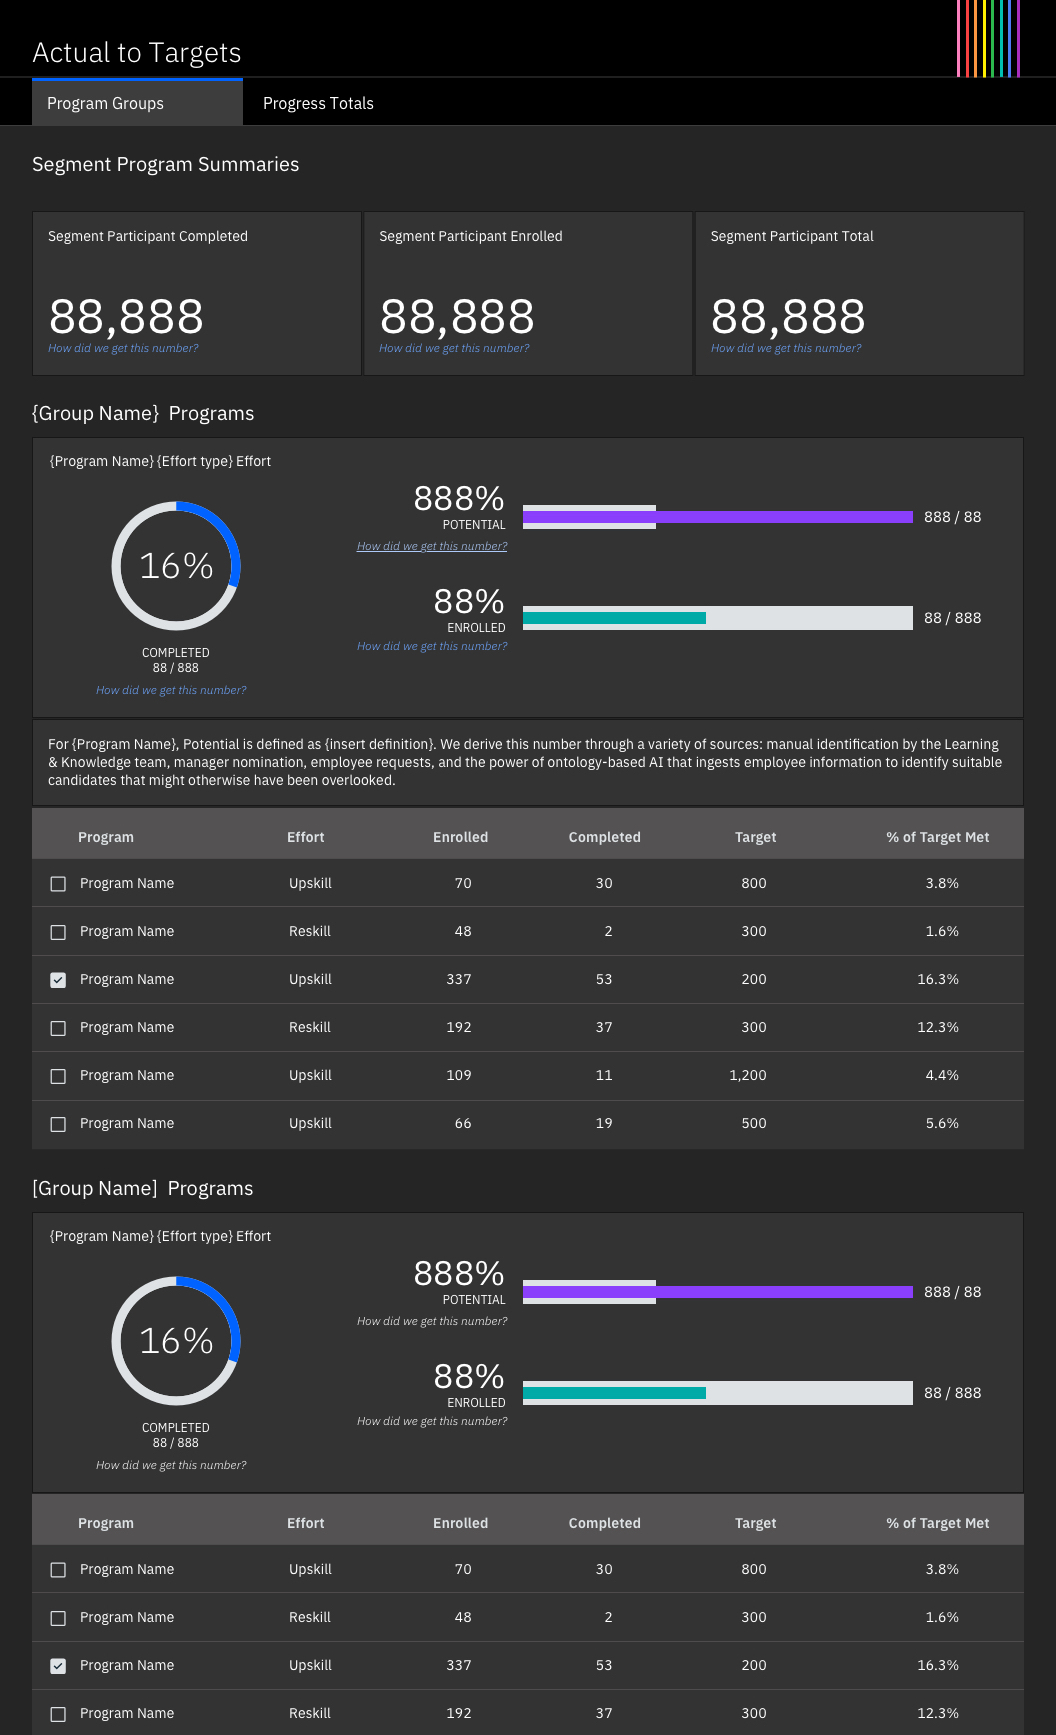 Actual to Targets
Program Groups Progress Totals
Segment Program Summaries
Segment Participant Completed Segment Participant Enrolled Segment Participant Total
88,888 88,888 88,888
How did we get this number? How did we get this number? How did we get this number?
{Group Name} Programs
{Program Name} {Effort type} Effort
16%
COMPLETED
88 / 888
How did we get this number?
888%
POTENTIAL
How did we get this number?
888 / 88
88%
ENROLLED
How did we get this number?
88 / 888
For {Program Name}, Potential is defined as {insert definition}. We derive this number through a variety of sources: manual identification by the Learning
& Knowledge team, manager nomination, employee requests, and the power of ontology-based AI that ingests employee information to identify suitable
candidates that might otherwise have been overlooked.
Program Effort Enrolled Completed Target % of Target Met
Program Name Upskill 70 30 800 3.8%
Program Name Reskill 48 2 300 1.6%
Program Name Upskill 337 53 200 16.3%
Program Name Reskill 192 37 300 12.3%
Program Name Upskill 109 11 1,200 4.4%
Program Name Upskill 66 19 500 5.6%
[Group Name] Programs
{Program Name} {Effort type} Effort
16%
COMPLETED
88 / 888
How did we get this number?
888%
POTENTIAL
How did we get this number?
888 / 88
88%
ENROLLED
How did we get this number?
88 / 888
Program Effort Enrolled Completed Target % of Target Met
Program Name Upskill 70 30 800 3.8%
Program Name Reskill 48 2 300 1.6%
Program Name Upskill 337 53 200 16.3%
Program Name Reskill 192 37 300 12.3%